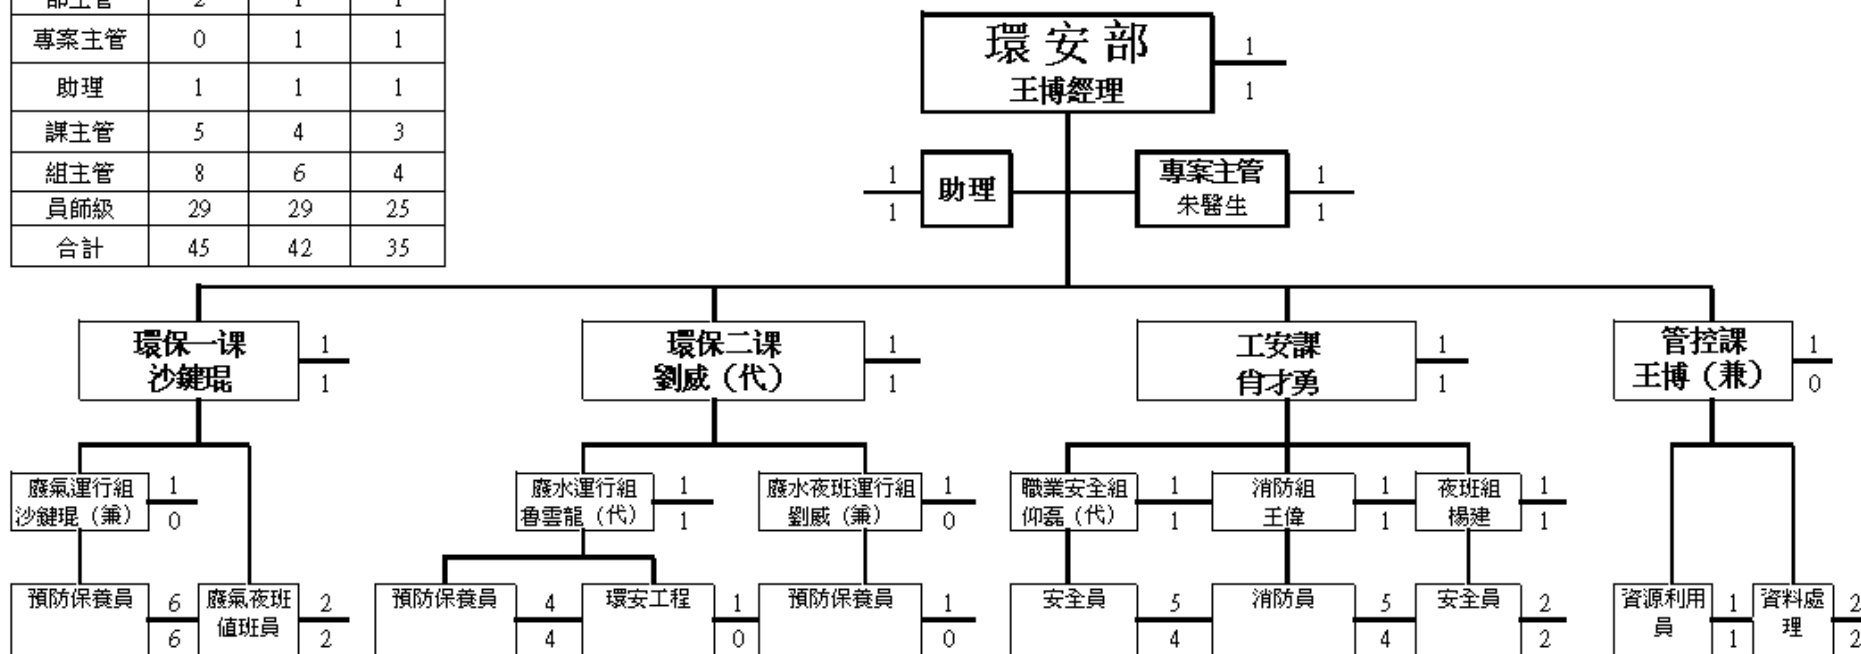 部主管 2 1 1
專案主管 0 1 1
助理 1 1 1
課主管 5 4 3
組主管 8 6 4
員師級 29 29 25
合計 45 42 35
環安部
王博經理
1
1
助理
1
1
專案主管
朱醫生
1
1
環保一课
沙鍵琨
1
1
環保二课
劉威（代）
1
1
工安課
肖才勇
1
1
管控課
王博（兼）
1
0
廢氣運行組
沙鍵琨（兼）
1
0
廢水運行組
魯雲龍（代）
1
1
廢水夜班運行組
劉威（兼）
1
0
職業安全組
仰磊（代）
1
1
消防組
王偉
1
1
夜班組
楊建
1
1
預防保養員
6
6
廢氣夜班
值班員
2
2
預防保養員
4
4
環安工程
1
0
預防保養員
1
0
安全員
5
4
消防員
5
4
安全員
2
2
資源利用
員
1
1
資料處
理
2
2